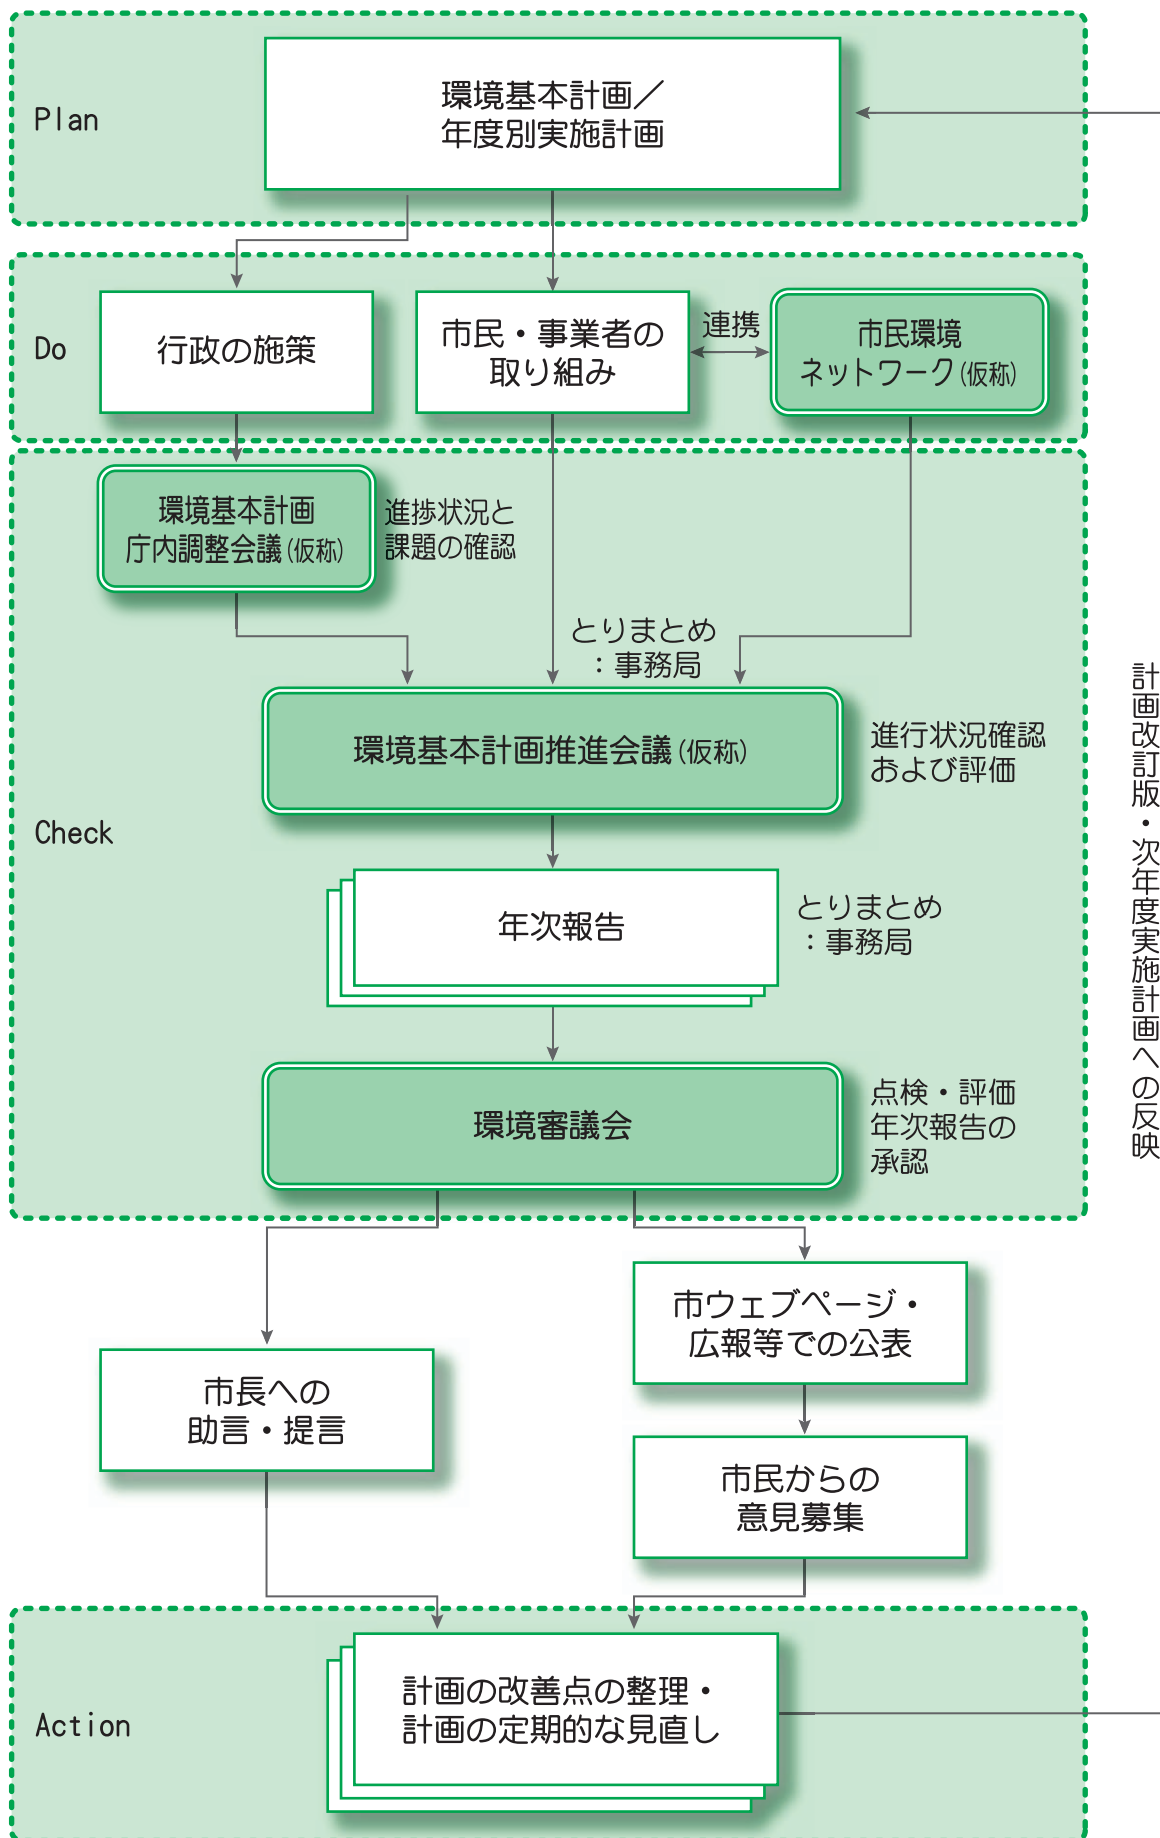 Plan
環境基本計画／
年度別実施計画
Do
行政の施策
市民・事業者の
取り組み
連携
市民環境
ネットワーク(仮称)
環境基本計画
庁内調整会議(仮称)
進捗状況と
課題の確認
とりまとめ
：事務局
Check
環境基本計画推進会議(仮称)
進行状況確認
および評価
年次報告
とりまとめ
：事務局
環境審議会
点検・評価
年次報告の
承認
計画改訂版・次年度実施計画への反映
市長への
助言・提言
市ウェブページ・
広報等での公表
市民からの
意見募集
Action
計画の改善点の整理・
計画の定期的な見直し